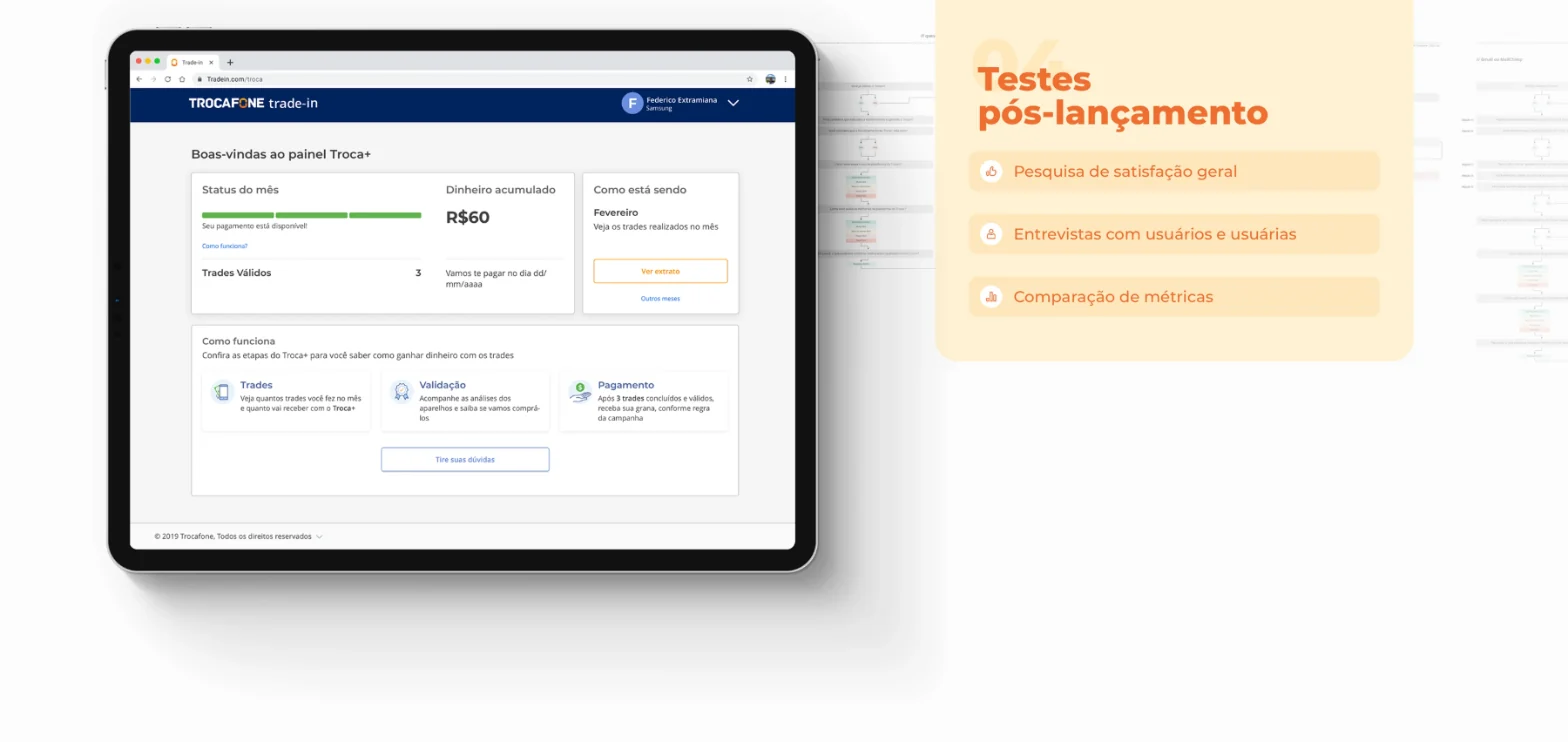 Trade-in
Tradein.com/troca
TROCAFONE trade-in
F
Federico Extramiana
Samsung
Boas-vindas ao painel Troca+
Status do mês
Seu pagamento está disponível!
Como funciona?
Trades Válidos
3
Dinheiro acumulado
R$60
Vamos te pagar no dia dd/
mm/aaaa
Como está sendo
Fevereiro
Veja os trades realizados no mês
Ver extrato
Outros meses
Como funciona
Confira as etapas do Troca+ para você saber como ganhar dinheiro com os trades
Trades
Veja quantos trades você fez no mês
e quanto vai receber com o Troca+
Validação
Acompanhe as análises dos
aparelhos e saiba se vamos comprá-
los
Pagamento
Após 3 trades concluídos e válidos,
receba sua grana, conforme regra
da campanha
Tire suas dúvidas
© 2019 Trocafone, Todos os direitos reservados
04
Testes
pós-lançamento
Pesquisa de satisfação geral
Entrevistas com usuários e usuárias
Comparação de métricas